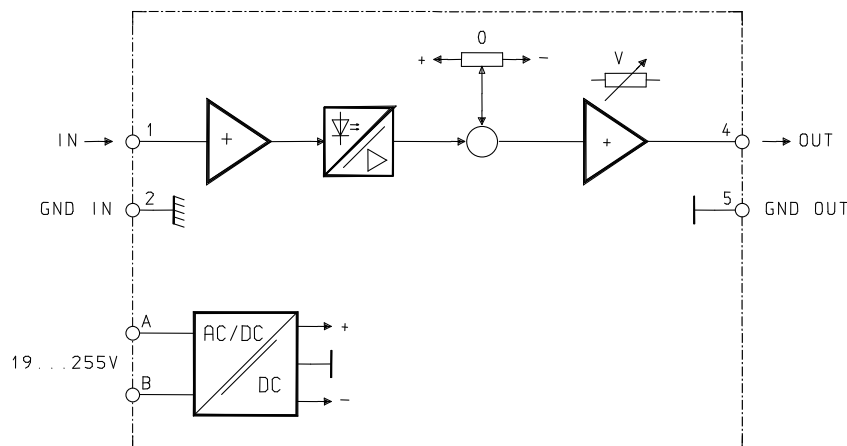 0
+ −
V
IN 1 + + 4 OUT
GND IN 2 5 GND OUT
A AC/DC +
19...255V
B DC −